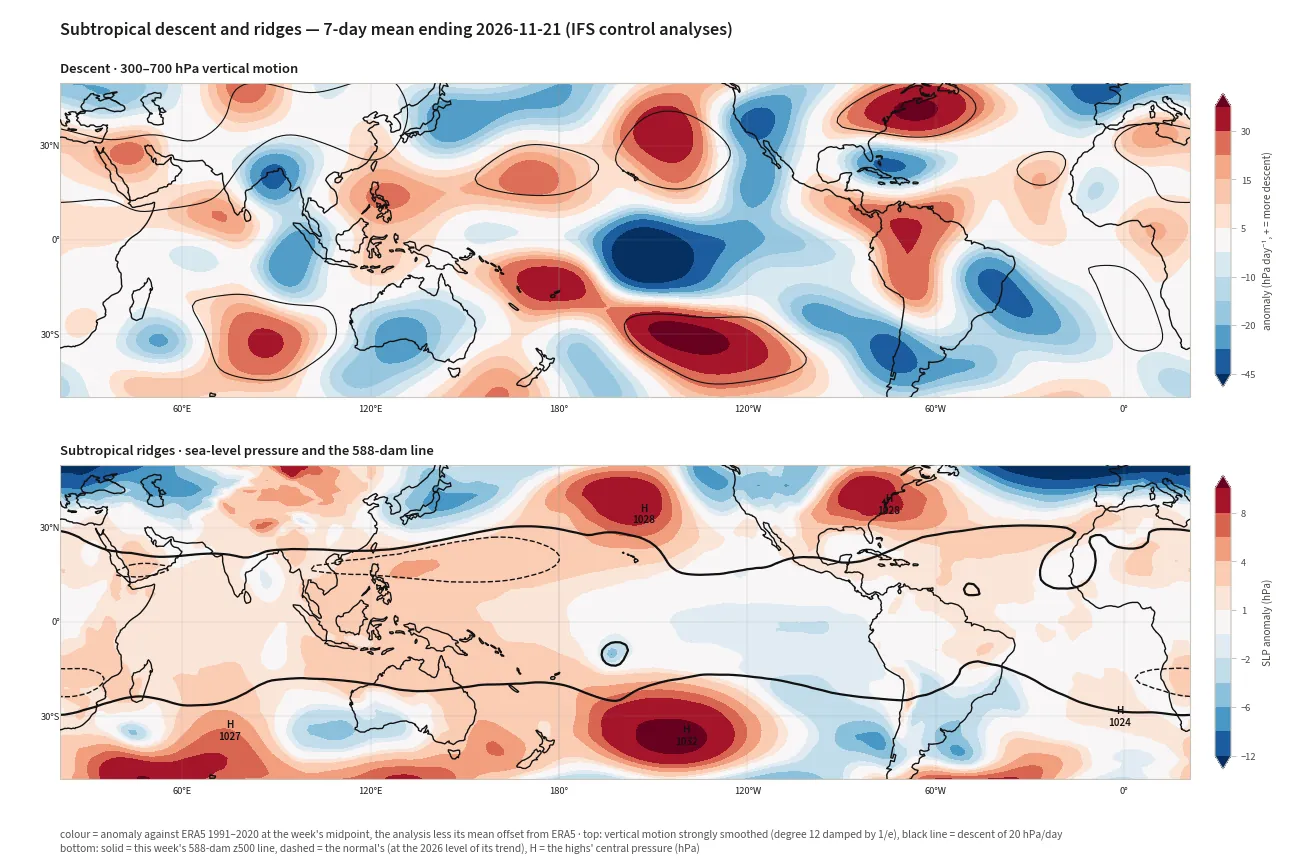 Subtropical descent and ridges — 7-day mean ending 2026-11-21 (IFS control analyses)
Descent · 300–700 hPa vertical motion
30°N
0°
30°S
60°E
120°E
180°
120°W
60°W
0°
30
15
5
−10
−20
−45
anomaly (hPa day⁻¹, + = more descent)
Subtropical ridges · sea-level pressure and the 588-dam line
30°N
0°
30°S
H
1028
H
1028
H
1027
H
1032
H
1024
60°E
120°E
180°
120°W
60°W
0°
8
4
1
−2
−6
−12
SLP anomaly (hPa)
colour = anomaly against ERA5 1991–2020 at the week's midpoint, the analysis less its mean offset from ERA5 · top: vertical motion strongly smoothed (degree 12 damped by 1/e), black line = descent of 20 hPa/day
bottom: solid = this week's 588-dam z500 line, dashed = the normal's (at the 2026 level of its trend), H = the highs' central pressure (hPa)